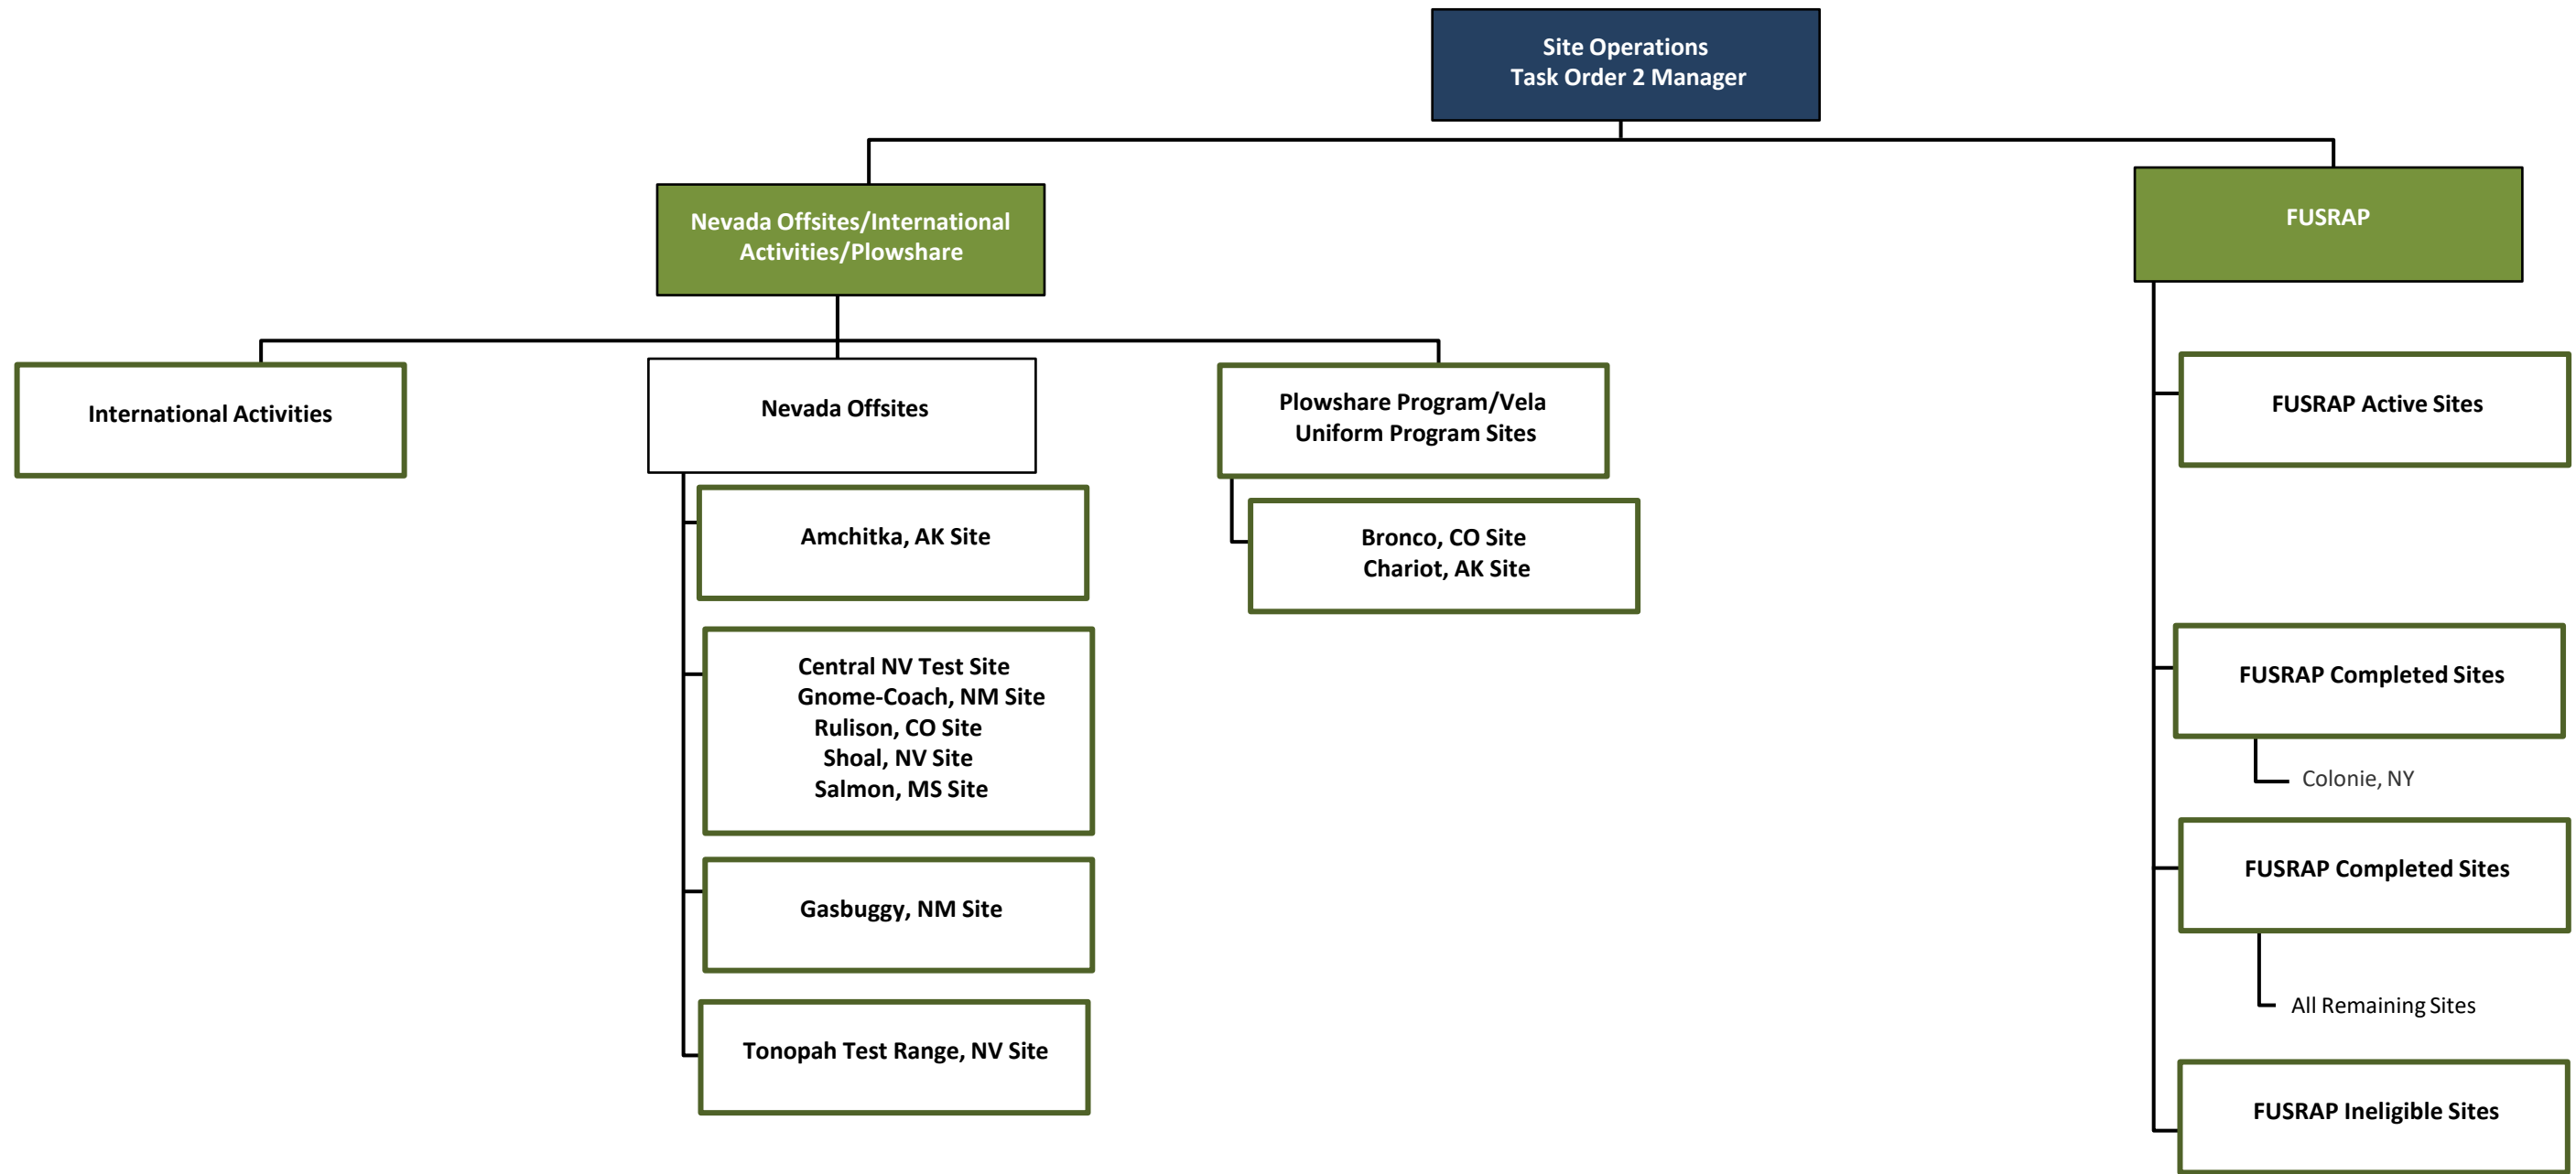 Site Operations
Task Order 2 Manager
Nevada Offsites/International
Activities/Plowshare
FUSRAP
International Activities
Nevada Offsites
Plowshare Program/Vela
Uniform Program Sites
Amchitka, AK Site
Central NV Test Site
Gnome-Coach, NM Site
Rulison, CO Site
Shoal, NV Site
Salmon, MS Site
Gasbuggy, NM Site
Tonopah Test Range, NV Site
Bronco, CO Site
Chariot, AK Site
FUSRAP Active Sites
FUSRAP Completed Sites
Colonie, NY
FUSRAP Completed Sites
All Remaining Sites
FUSRAP Ineligible Sites